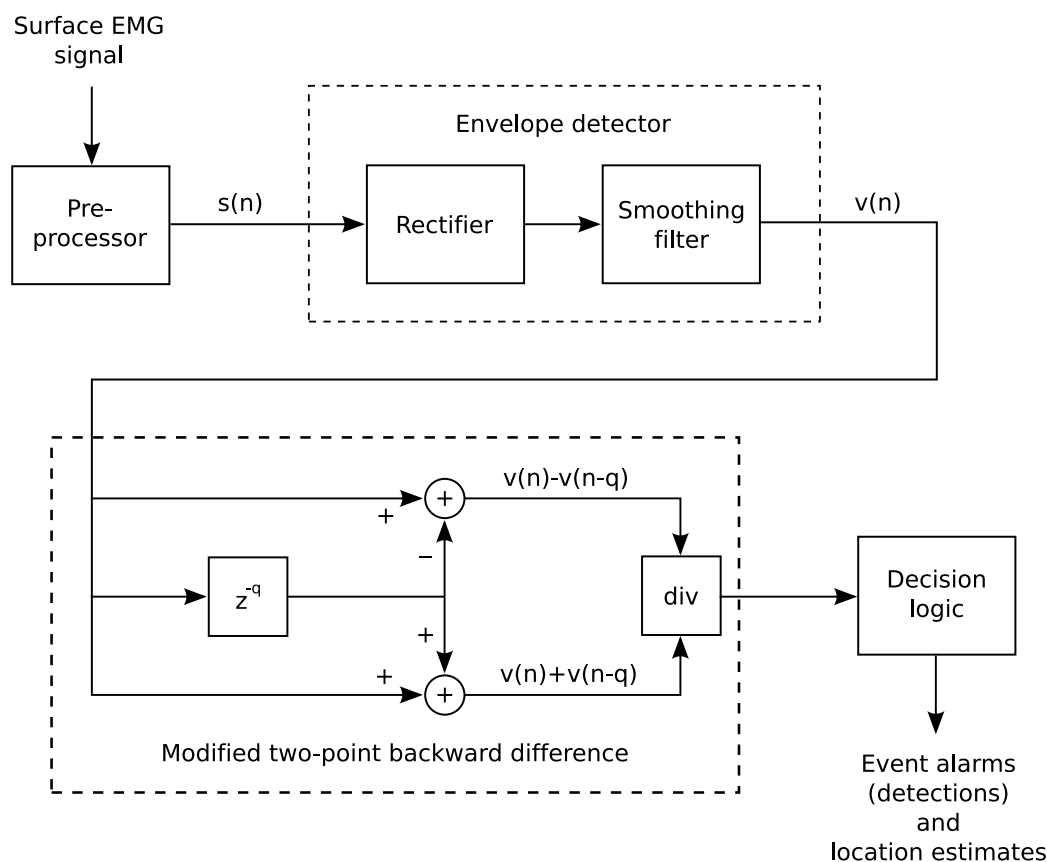 Surface EMG
signal
Envelope detector
Pre-
processor
s(n)
Rectifier
Smoothing
filter
v(n)
v(n)-v(n-q)
+
+
−
z-q
div
Decision
logic
+
+
+
v(n)+v(n-q)
Modified two-point backward difference
Event alarms
(detections)
and
location estimates